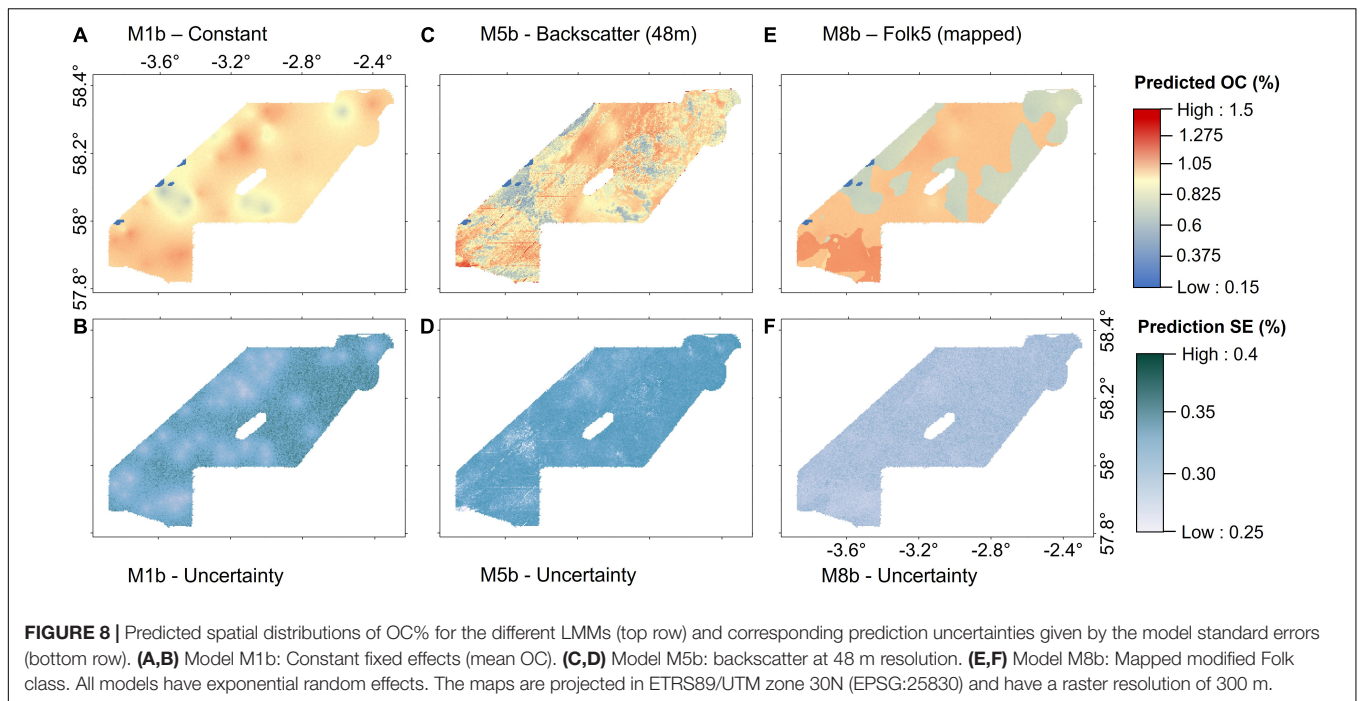 A M1b – Constant
C M5b - Backscatter (48m)
E M8b – Folk5 (mapped)
-3.6° -3.2° -2.8° -2.4°
58.4°
58.2°
58°
57.8°
Predicted OC (%)
High : 1.5
1.275
1.05
0.825
0.6
0.375
Low : 0.15
B
D
F
58.4°
58.2°
58°
57.8°
Prediction SE (%)
High : 0.4
0.35
0.30
Low : 0.25
-3.6° -3.2° -2.8° -2.4°
M1b - Uncertainty
M5b - Uncertainty
M8b - Uncertainty
FIGURE 8 | Predicted spatial distributions of OC% for the different LMMs (top row) and corresponding prediction uncertainties given by the model standard errors
(bottom row). (A,B) Model M1b: Constant fixed effects (mean OC). (C,D) Model M5b: backscatter at 48 m resolution. (E,F) Model M8b: Mapped modified Folk
class. All models have exponential random effects. The maps are projected in ETRS89/UTM zone 30N (EPSG:25830) and have a raster resolution of 300 m.